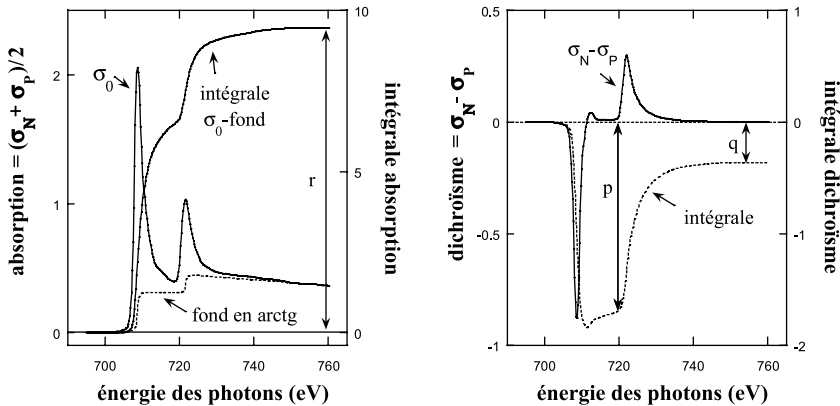 absorption = (σN + σP)/2
2
1
0
σ0
intégrale
σ0-fond
r
fond en arctg
10
5
0
intégrale absorption
700
720
740
760
énergie des photons (eV)
dichroïsme = σN - σP
0.5
0
-0.5
-1
σN-σP
p
q
intégrale
1
0
-1
-2
intégrale dichroïsme
700
720
740
760
énergie des photons (eV)